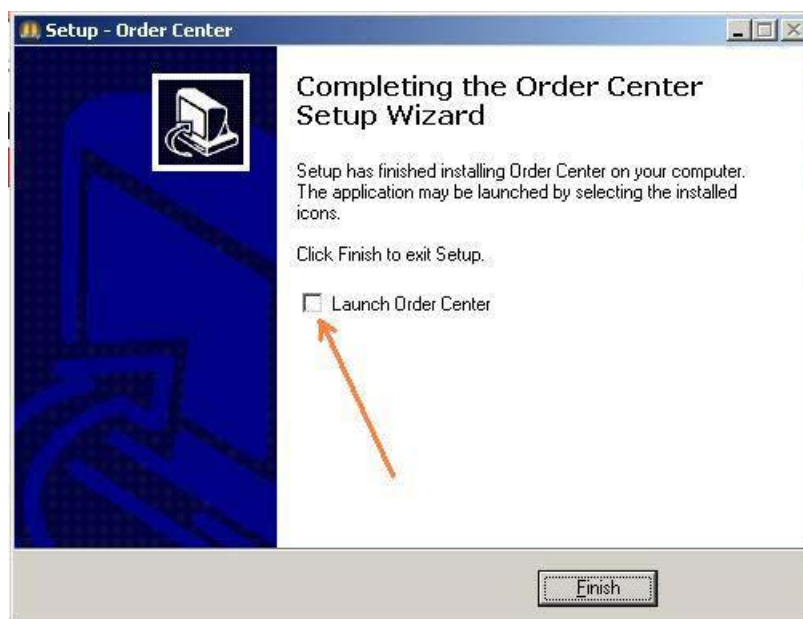 Setup - Order Center
Completing the Order Center
Setup Wizard
Setup has finished installing Order Center on your computer.
The application may be launched by selecting the installed
icons.
Click Finish to exit Setup.
Launch Order Center
Finish